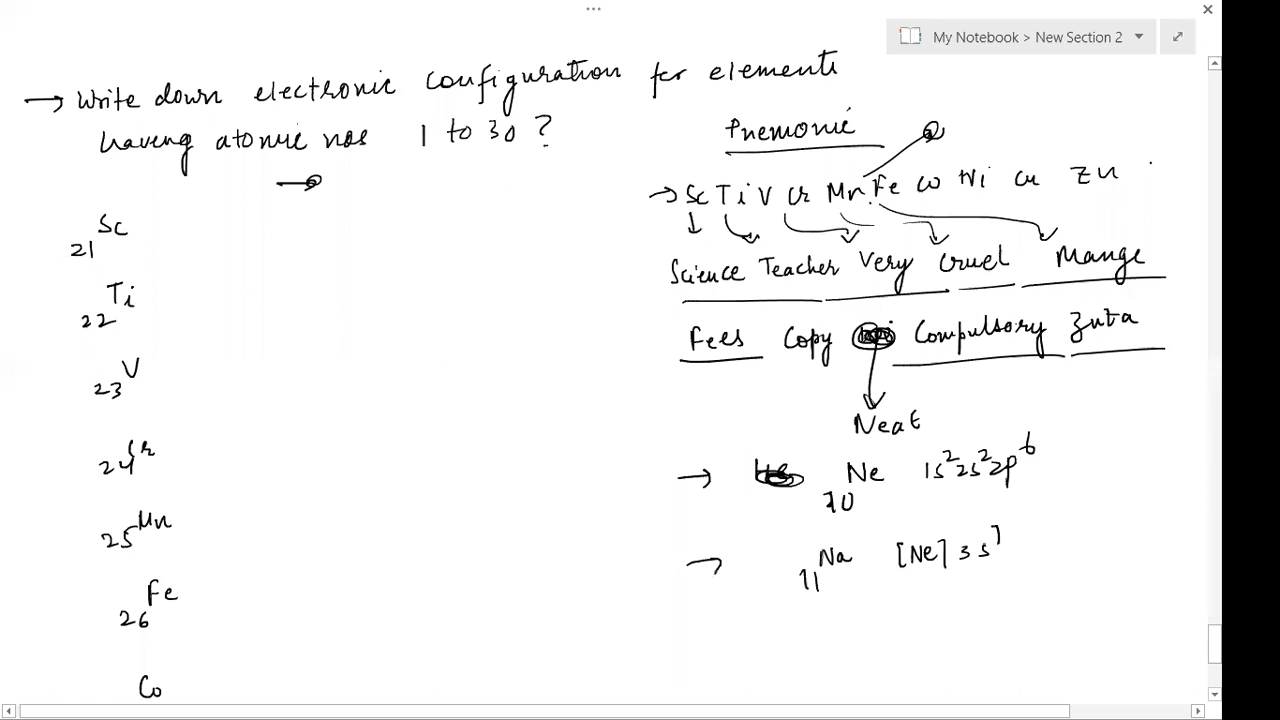 My Notebook > New Section 2
→ Write down electronic configuration for elements
having atomic nos 1 to 30 ?
Pnemonic
→ Sc Ti V Cr Mn Fe Co Ni Cu Zn
Science Teacher Very Cruel Mange
Fees Copy Compulsory Zuta
Neat
21 Sc
22 Ti
23 V
24 Cr
25 Mn
26 Fe
Co
→ Ne 10 1s² 2s² 2p⁶
→ 11 Na [Ne] 3s¹